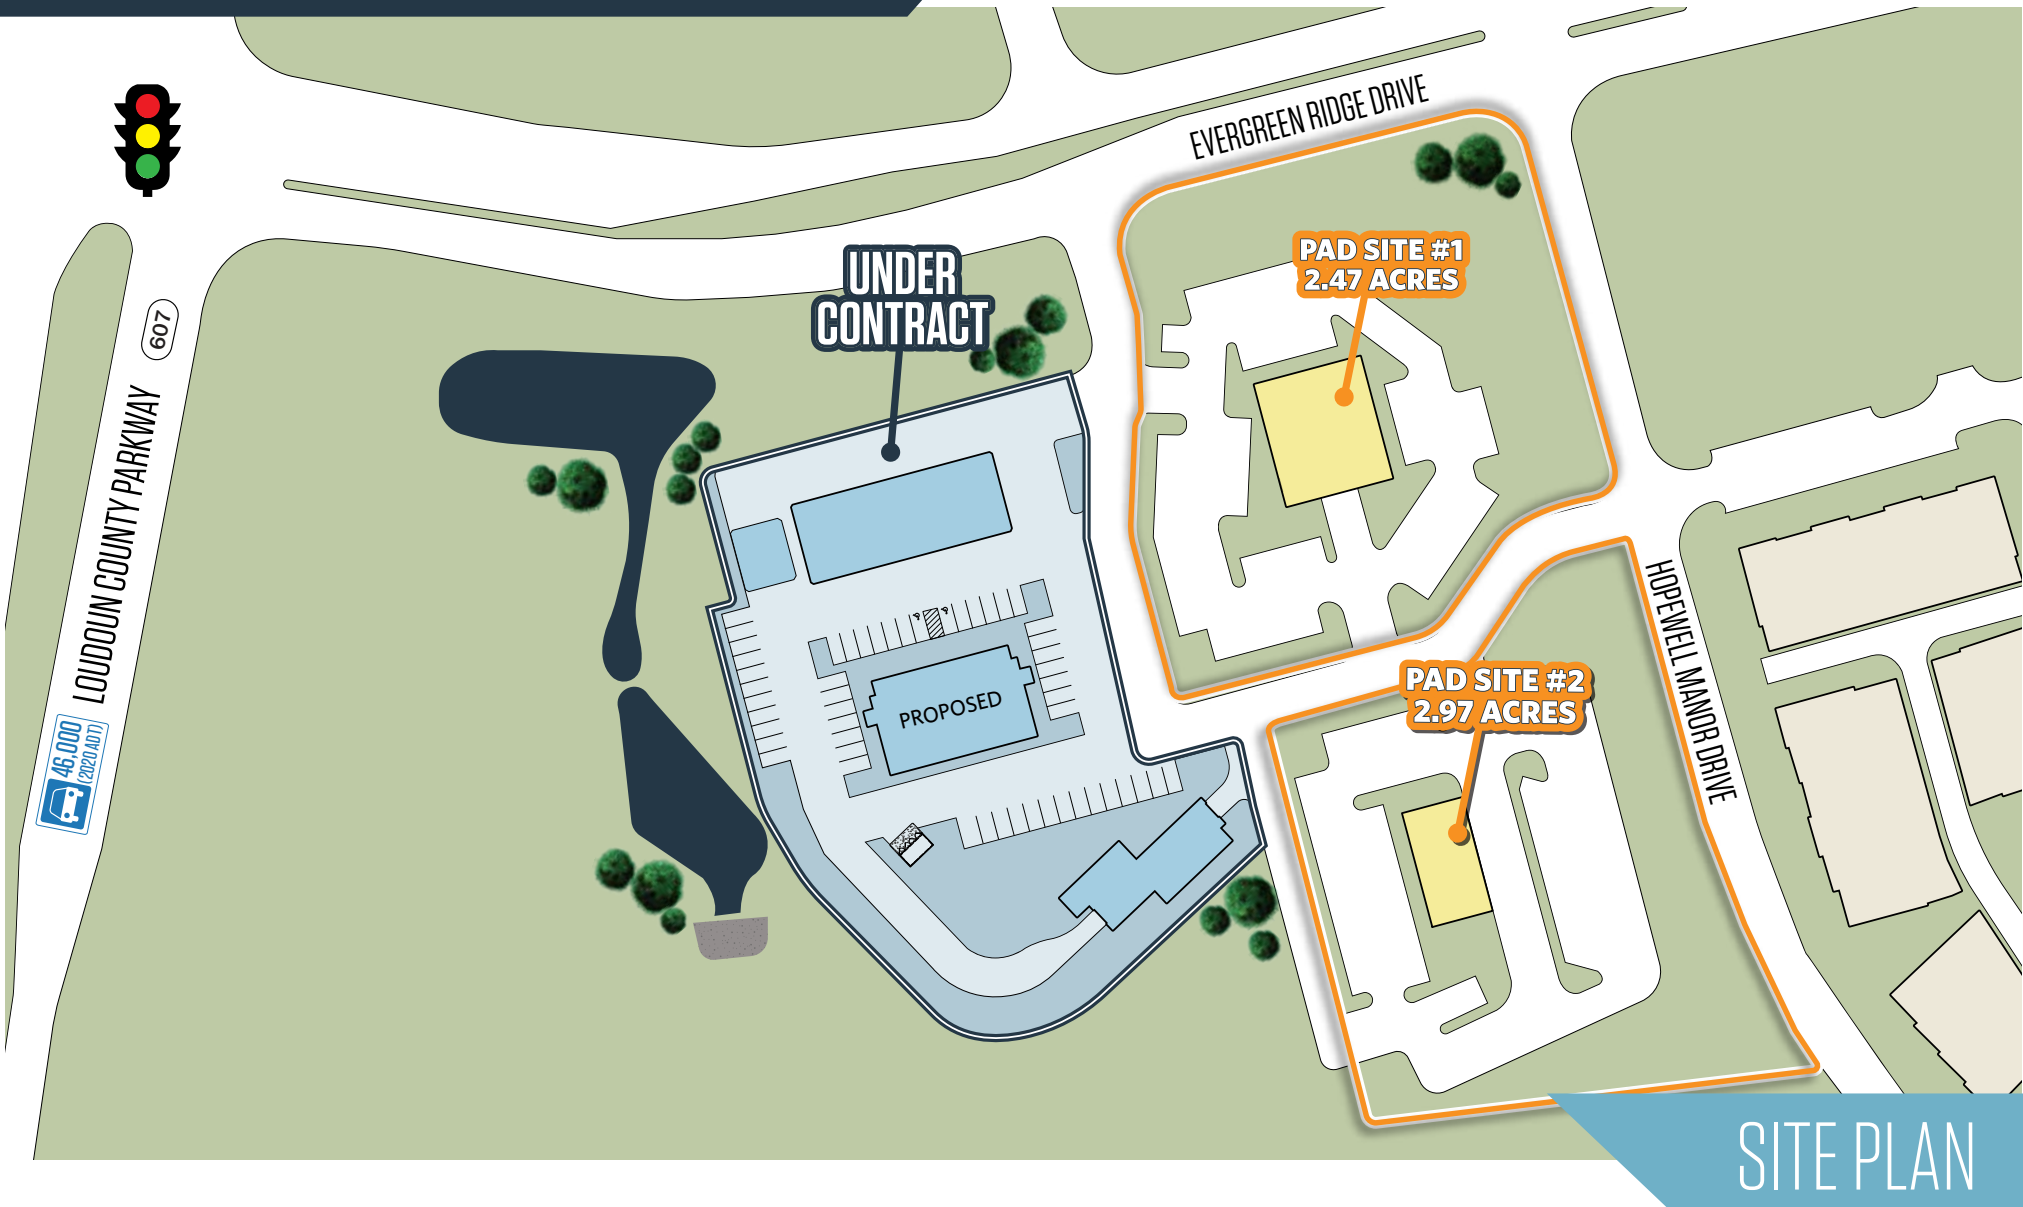 EVERGREEN RIDGE DRIVE
PAD SITE #1
2.47 ACRES
UNDER
CONTRACT
607
LOUDOUN COUNTY PARKWAY
46,000
(2020 ADT)
PROPOSED
HOPEWELL MANOR DRIVE
PAD SITE #2
2.97 ACRES
SITE PLAN